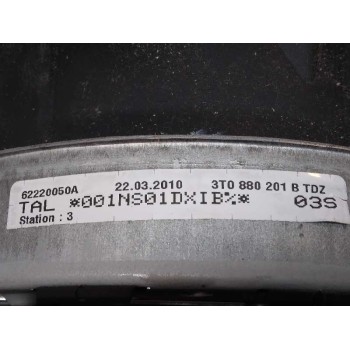 62220050A 22.03.2010 3T0 880 201 B TDZ
TAL *001NS01DXIB%* 03S
Station : 3